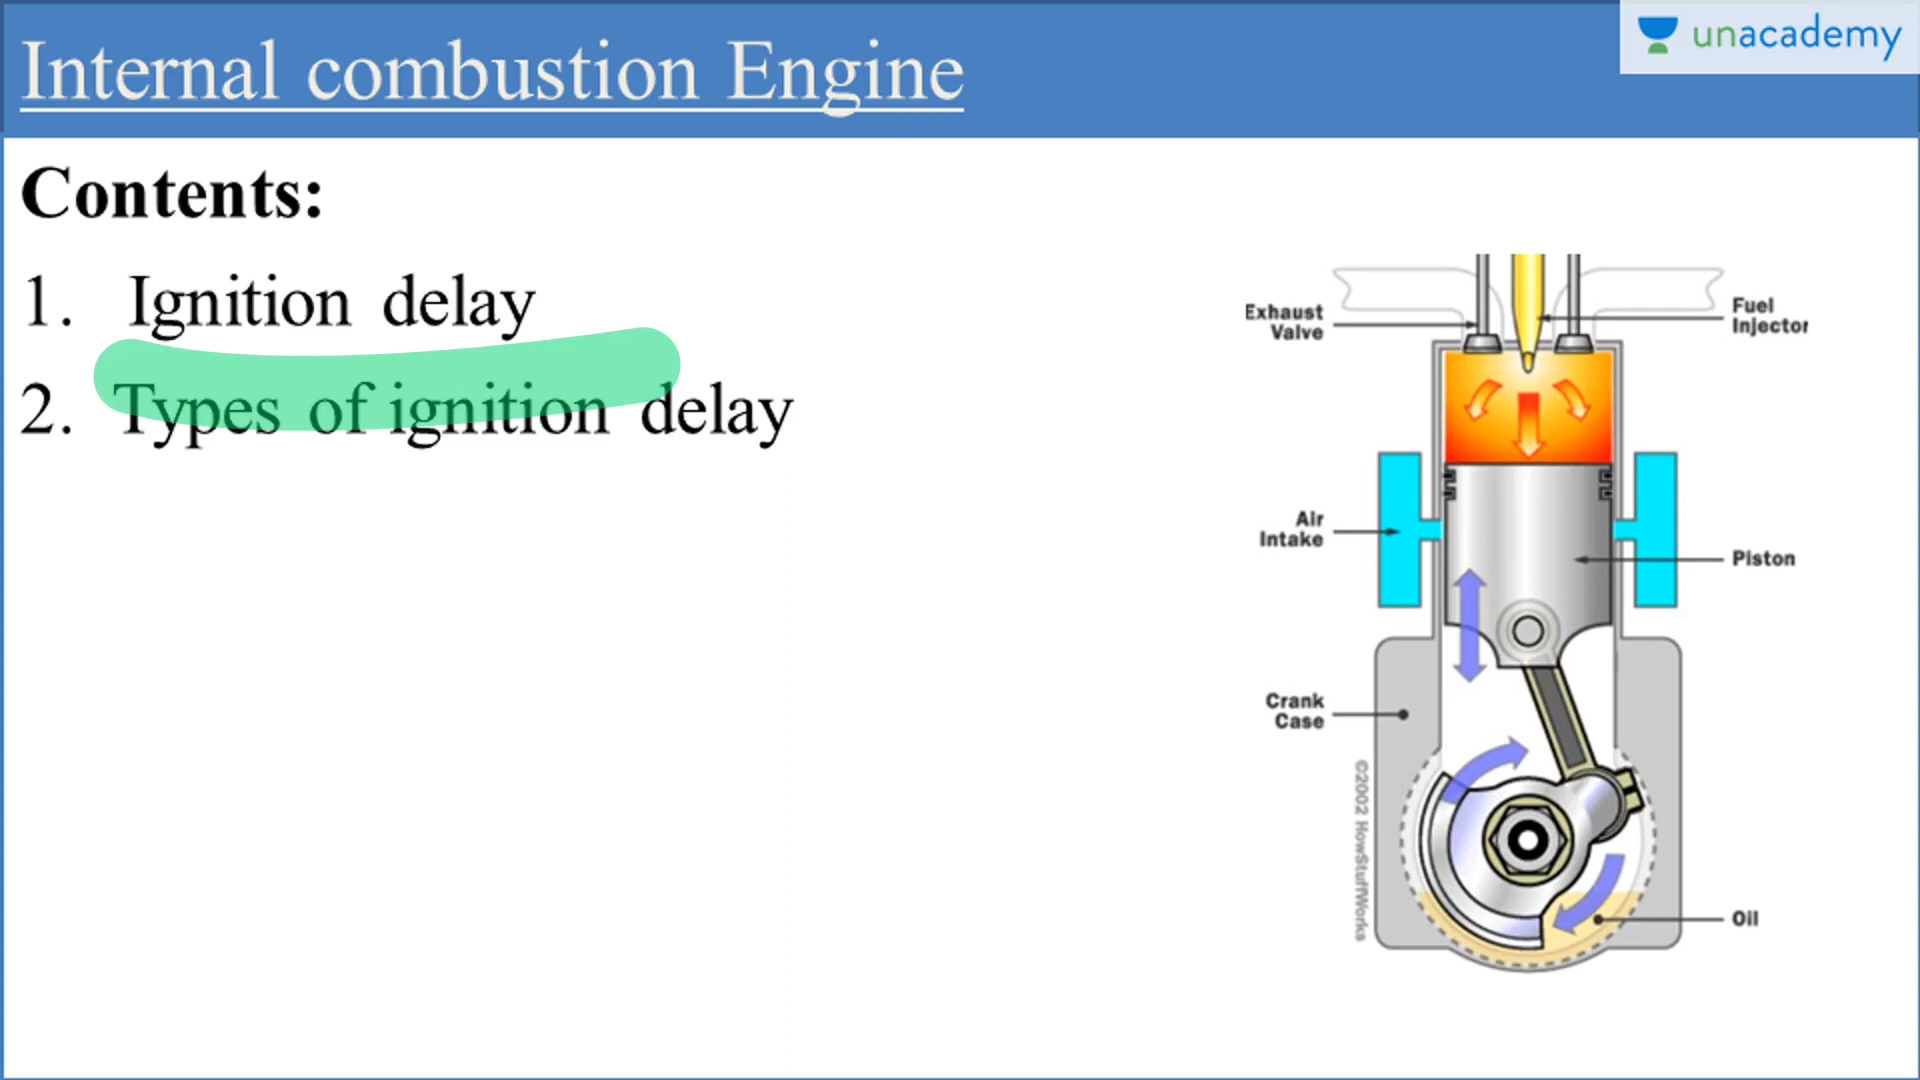 Internal combustion Engine
unacademy
Contents:
1. Ignition delay
2. Types of ignition delay
Exhaust
Valve
Fuel
Injector
Air
Intake
Piston
Crank
Case
©2002 HowStuffWorks
Oil